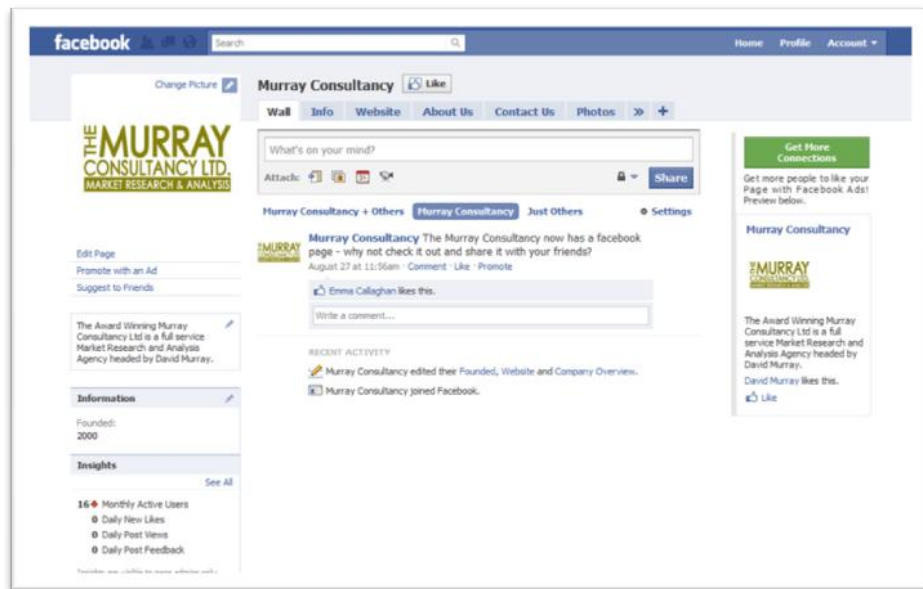 facebook
Search
Home Profile Account
Change Picture
THE MURRAY
CONSULTANCY LTD.
MARKET RESEARCH & ANALYSIS
Edit Page
Promote with an Ad
Suggest to Friends
The Award Winning Murray
Consultancy Ltd is a full service
Market Research and Analysis
Agency headed by David Murray.
Information
Founded:
2000
Insights
See All
16 Monthly Active Users
0 Daily New Likes
0 Daily Post Views
0 Daily Post Feedback
Murray Consultancy Like
Wall Info Website About Us Contact Us Photos » +
What's on your mind?
Attach: 31 Share
Murray Consultancy + Others Murray Consultancy Just Others Settings
MURRAY
Murray Consultancy The Murray Consultancy now has a facebook
page - why not check it out and share it with your friends?
August 27 at 11:56am · Comment · Like · Promote
Emma Callaghan likes this.
Write a comment...
RECENT ACTIVITY
Murray Consultancy edited their Founded, Website and Company Overview.
Murray Consultancy joined Facebook.
Get More
Connections
Get more people to like your
Page with Facebook Ads!
Preview below.
Murray Consultancy
MURRAY
The Award Winning Murray
Consultancy Ltd is a full
service Market Research and
Analysis Agency headed by
David Murray.
David Murray likes this.
Like